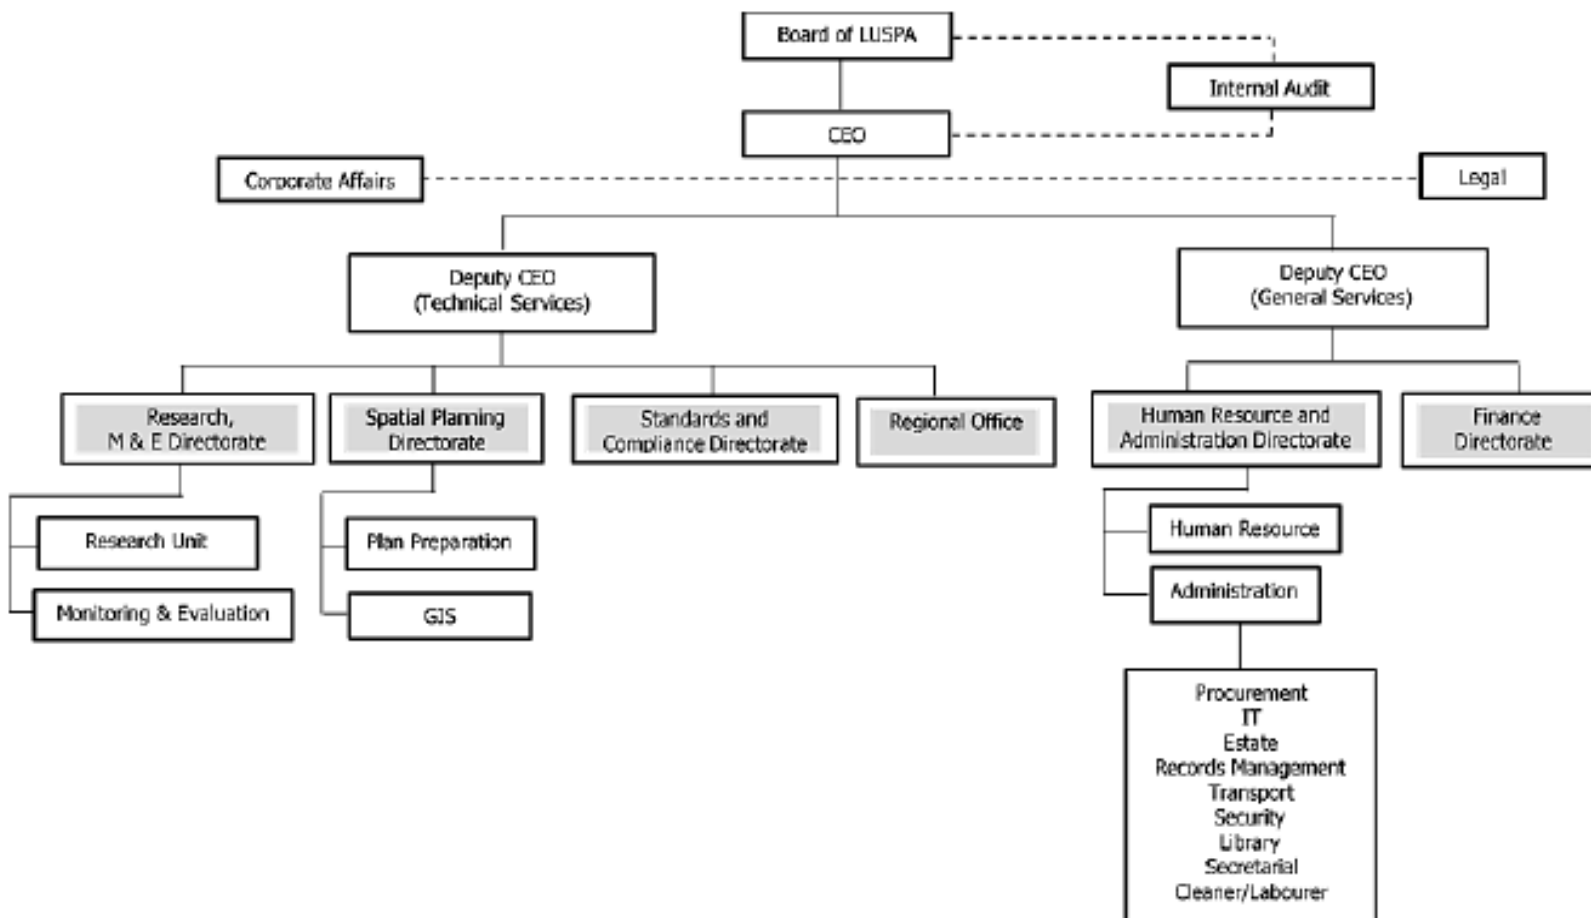 Board of LUSPA
Internal Audit
CEO
Corporate Affairs
Legal
Deputy CEO
(Technical Services)
Deputy CEO
(General Services)
Research,
M & E Directorate
Spatial Planning
Directorate
Standards and
Compliance Directorate
Regional Office
Human Resource and
Administration Directorate
Finance
Directorate
Research Unit
Monitoring & Evaluation
Plan Preparation
GIS
Human Resource
Administration
Procurement
IT
Estate
Records Management
Transport
Security
Library
Secretarial
Cleaner/Labourer